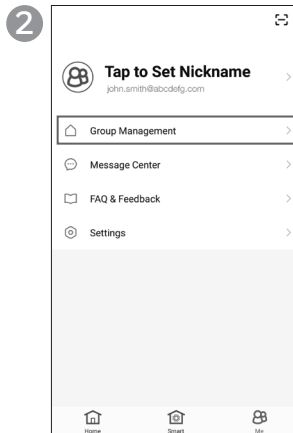 2
Tap to Set Nickname
john.smith@abcdefg.com
Group Management
Message Center
FAQ & Feedback
Settings
Home Smart Me